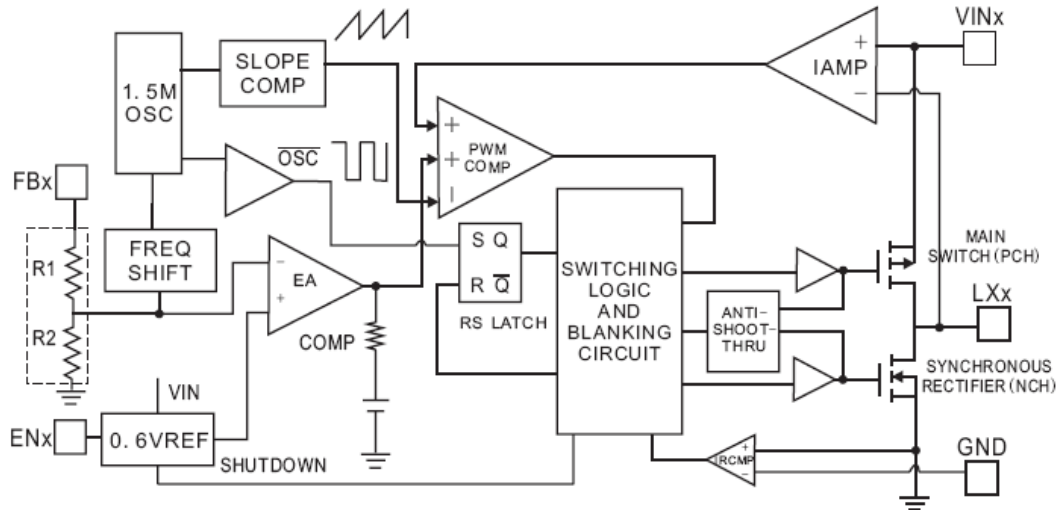 VINx
SLOPE
COMP
IAMP
+
−
1.5M
OSC
+
+
−
PWM
COMP
OSC
FBx
FREQ
SHIFT
R1
R2
−
+
EA
S Q
R Q
RS LATCH
SWITCHING
LOGIC
AND
BLANKING
CIRCUIT
MAIN
SWITCH(PCH)
LXx
ANTI-
SHOOT-
THRU
COMP
SYNCHRONOUS
RECTIFIER(NCH)
VIN
ENx
0.6VREF
SHUTDOWN
+
−
IRCMP
GND